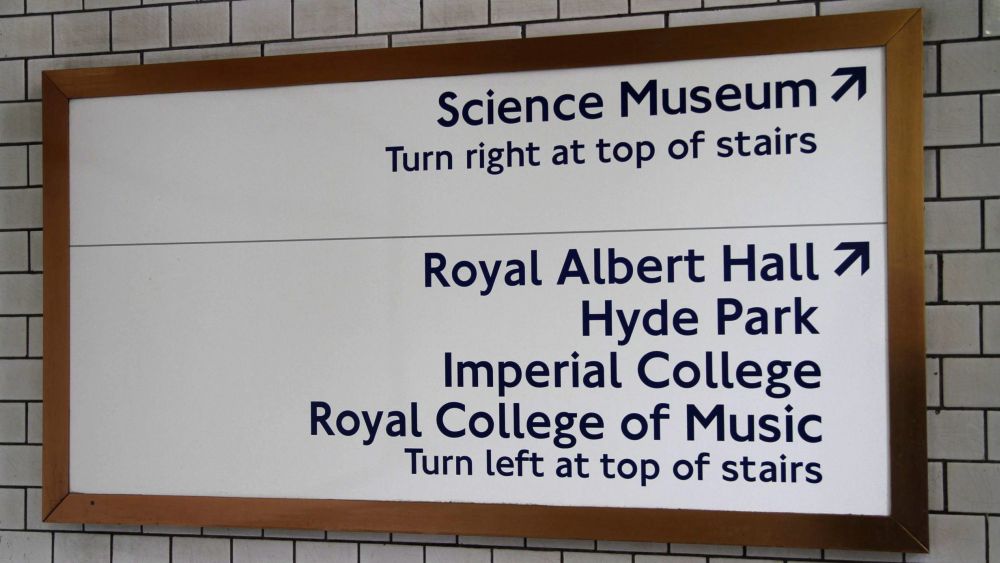 Science Museum ↗
Turn right at top of stairs
Royal Albert Hall ↗
Hyde Park
Imperial College
Royal College of Music
Turn left at top of stairs